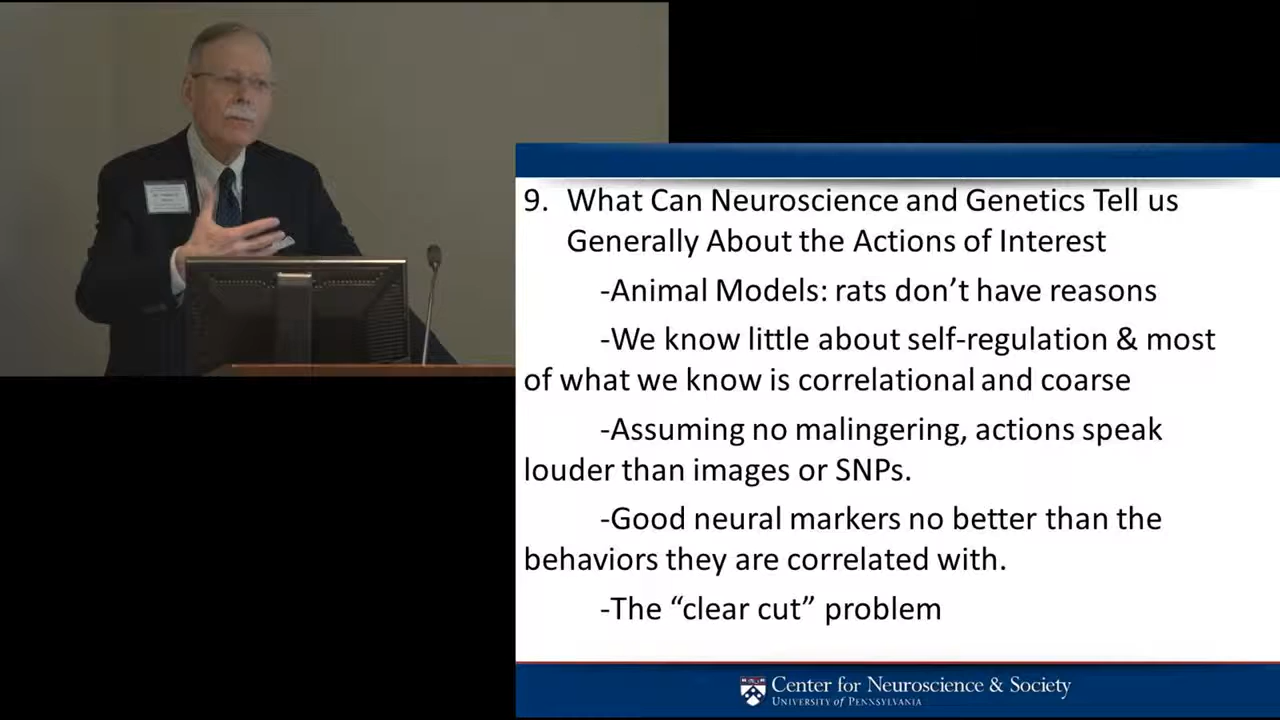 9. What Can Neuroscience and Genetics Tell us
Generally About the Actions of Interest
-Animal Models: rats don’t have reasons
-We know little about self-regulation & most
of what we know is correlational and coarse
-Assuming no malingering, actions speak
louder than images or SNPs.
-Good neural markers no better than the
behaviors they are correlated with.
-The “clear cut” problem
Center for Neuroscience & Society
UNIVERSITY of PENNSYLVANIA